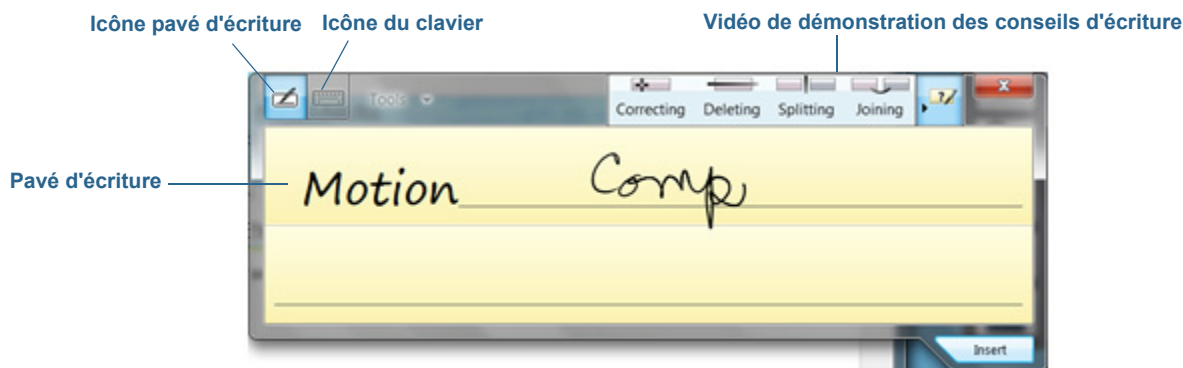 Icône pavé d'écriture Icône du clavier Vidéo de démonstration des conseils d'écriture
Tools
Correcting Deleting Splitting Joining
Pavé d'écriture
Motion Comp
Insert